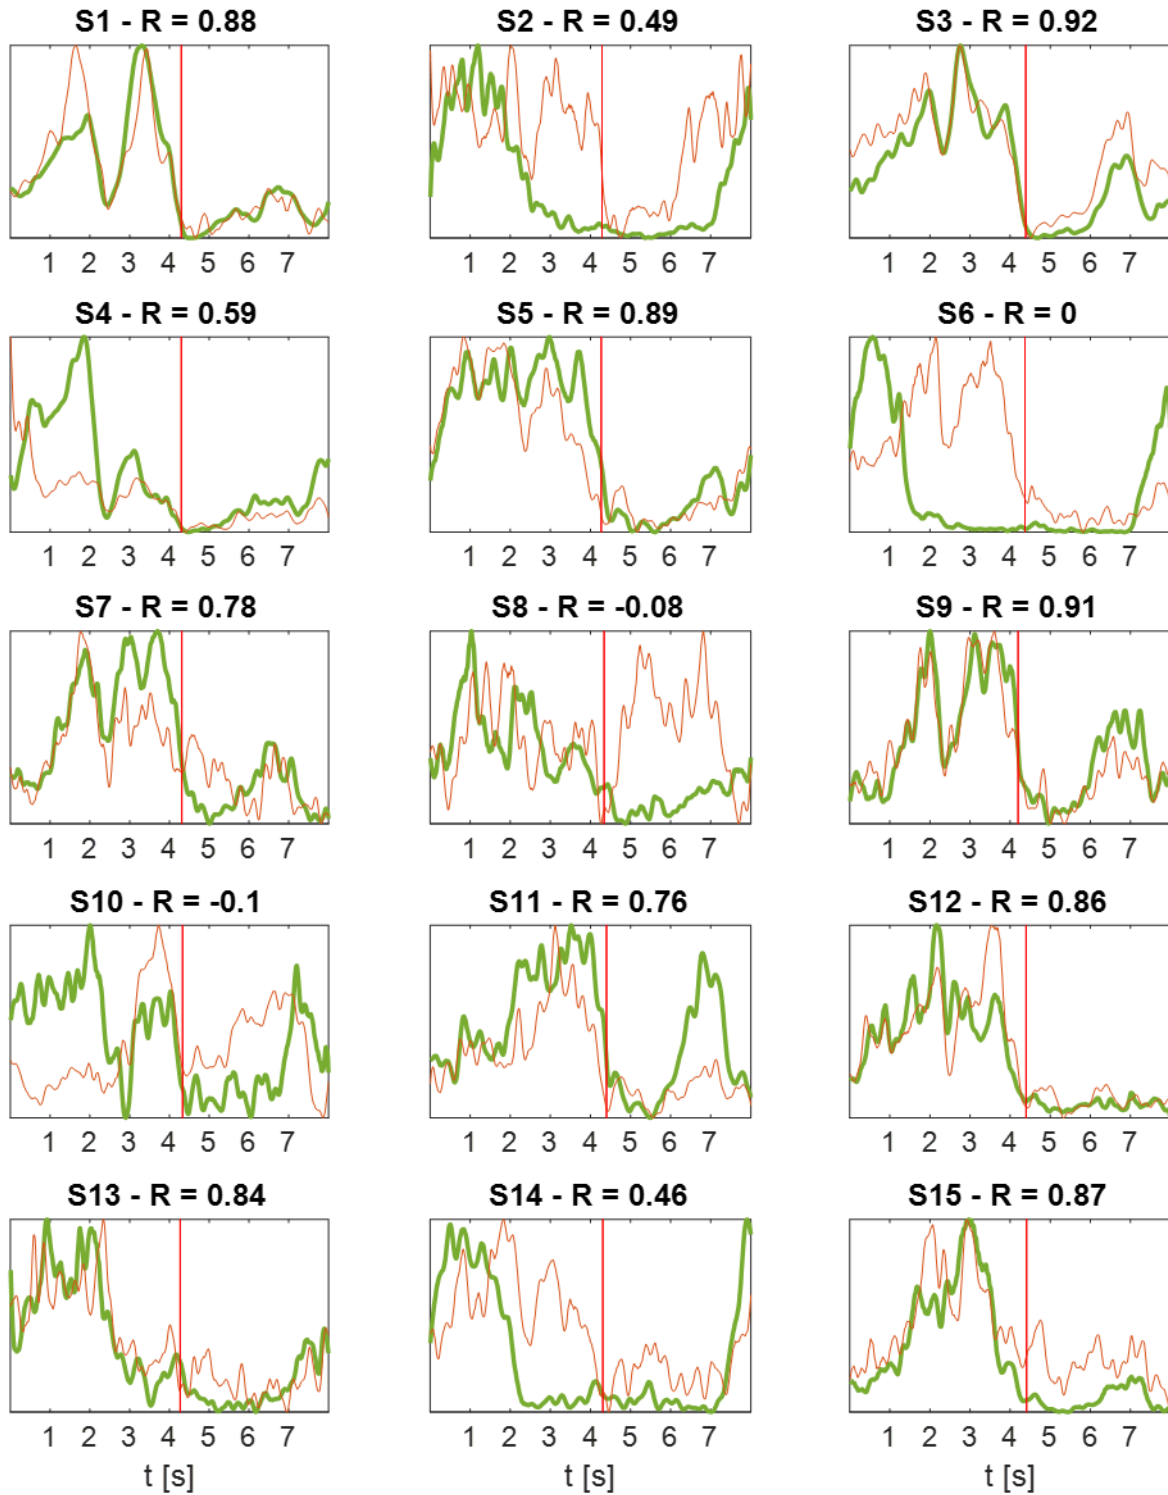 S1 - R = 0.88 S2 - R = 0.49 S3 - R = 0.92
1 2 3 4 5 6 7 1 2 3 4 5 6 7 1 2 3 4 5 6 7
S4 - R = 0.59 S5 - R = 0.89 S6 - R = 0
1 2 3 4 5 6 7 1 2 3 4 5 6 7 1 2 3 4 5 6 7
S7 - R = 0.78 S8 - R = -0.08 S9 - R = 0.91
1 2 3 4 5 6 7 1 2 3 4 5 6 7 1 2 3 4 5 6 7
S10 - R = -0.1 S11 - R = 0.76 S12 - R = 0.86
1 2 3 4 5 6 7 1 2 3 4 5 6 7 1 2 3 4 5 6 7
S13 - R = 0.84 S14 - R = 0.46 S15 - R = 0.87
1 2 3 4 5 6 7 1 2 3 4 5 6 7 1 2 3 4 5 6 7
t [s] t [s] t [s]